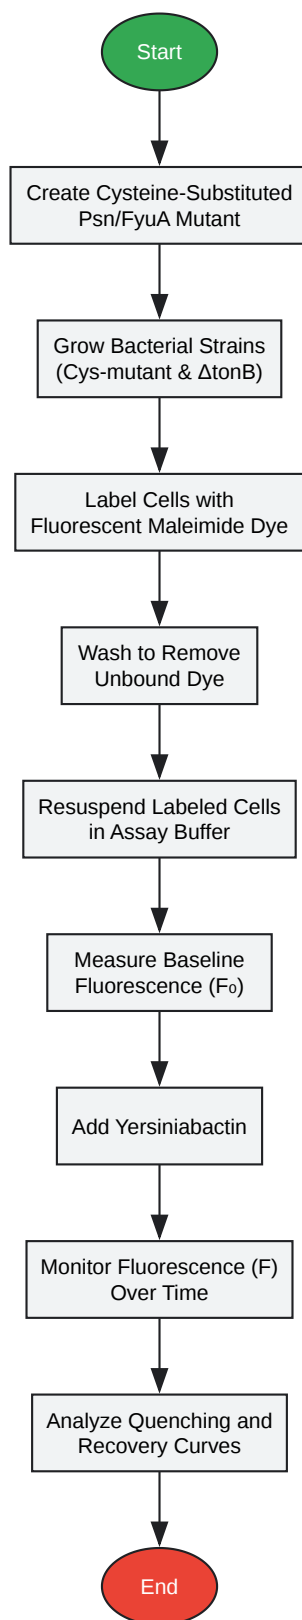 Start
Create Cysteine-Substituted
Psn/FyuA Mutant
Grow Bacterial Strains
(Cys-mutant & ΔtonB)
Label Cells with
Fluorescent Maleimide Dye
Wash to Remove
Unbound Dye
Resuspend Labeled Cells
in Assay Buffer
Measure Baseline
Fluorescence (F₀)
Add Yersiniabactin
Monitor Fluorescence (F)
Over Time
Analyze Quenching and
Recovery Curves
End